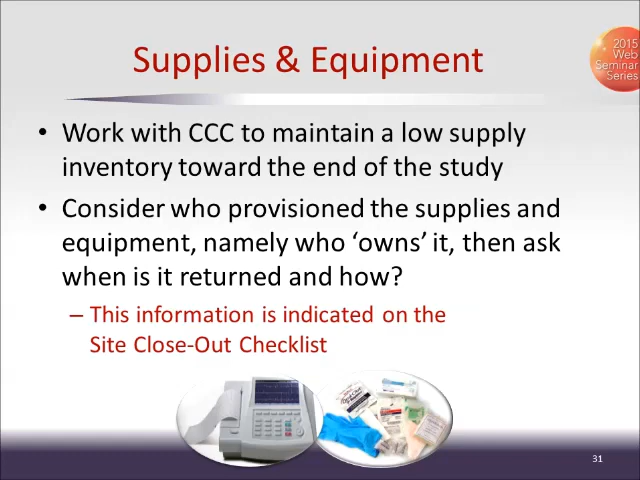 Supplies & Equipment
2015
Web
Seminar
Series
• Work with CCC to maintain a low supply
inventory toward the end of the study
• Consider who provisioned the supplies and
equipment, namely who ‘owns’ it, then ask
when is it returned and how?
– This information is indicated on the
Site Close-Out Checklist
31